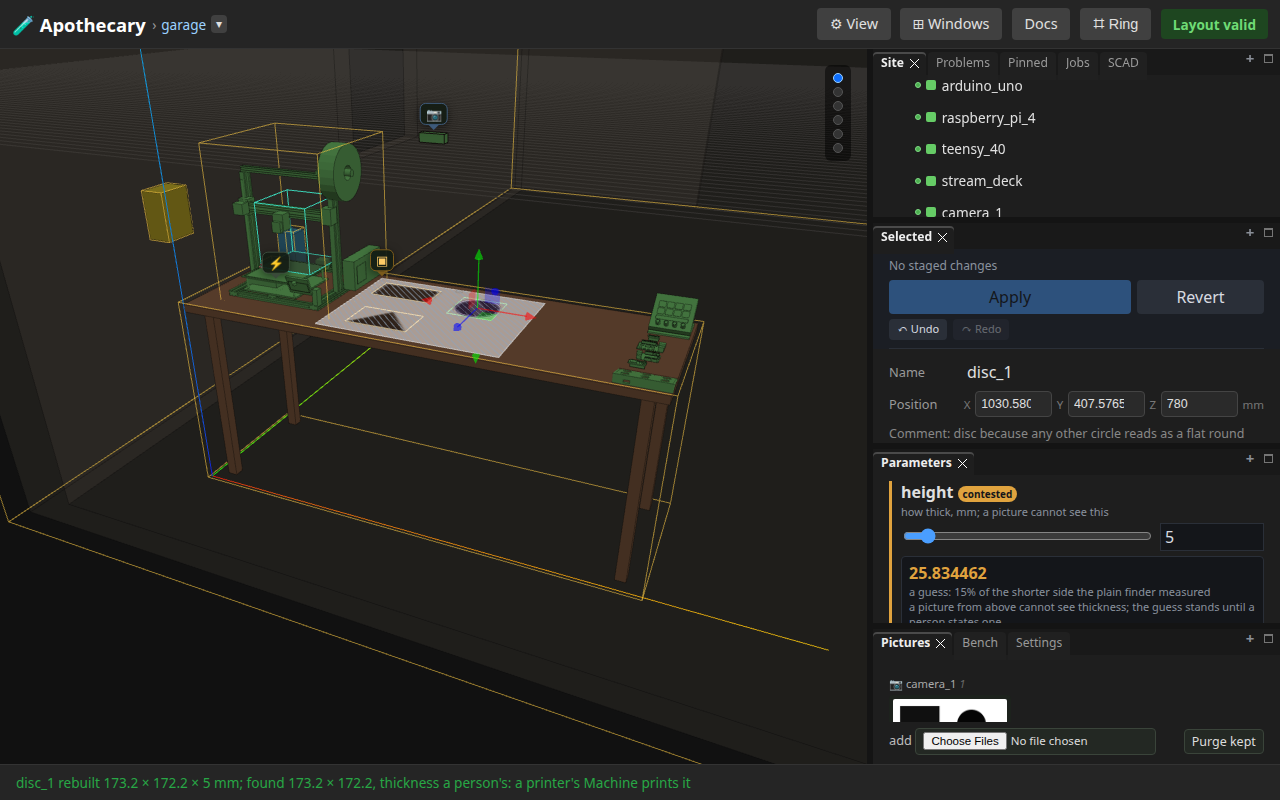 Apothecary › garage ▾
⚙ View
⊞ Windows
Docs
⌗ Ring
Layout valid
Site
Problems
Pinned
Jobs
SCAD
arduino_uno
raspberry_pi_4
teensy_40
stream_deck
camera_1
Selected
No staged changes
Apply
Revert
↶ Undo
↷ Redo
Name disc_1
Position X 1030.580 Y 407.5765 Z 780 mm
Comment: disc because any other circle reads as a flat round
Parameters
height contested
how thick, mm; a picture cannot see this
5
25.834462
a guess: 15% of the shorter side the plain finder measured
a picture from above cannot see thickness; the guess stands until a
person states one
Pictures
Bench
Settings
camera_1 1
add Choose Files No file chosen
Purge kept
disc_1 rebuilt 173.2 × 172.2 × 5 mm; found 173.2 × 172.2, thickness a person's: a printer's Machine prints it